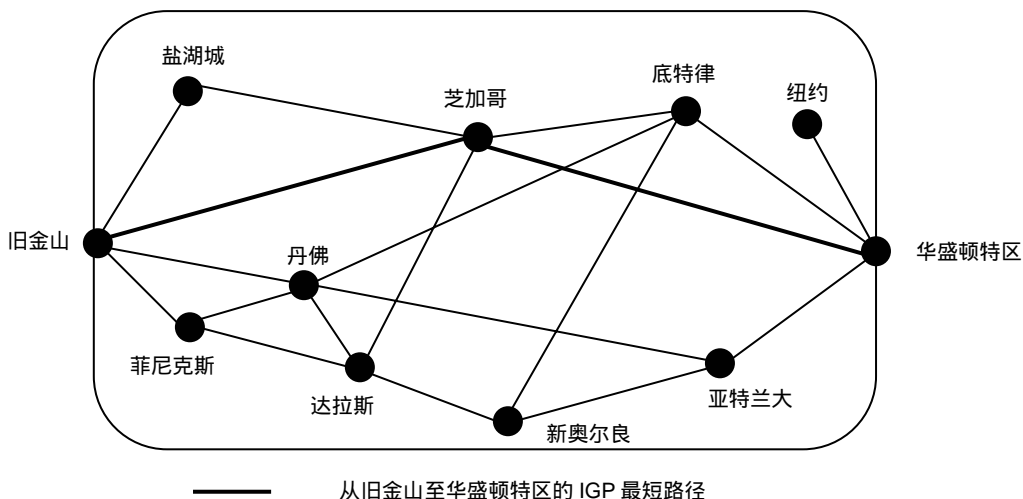 盐湖城
底特律
芝加哥
纽约
旧金山
华盛顿特区
丹佛
菲尼克斯
达拉斯
亚特兰大
新奥尔良
从旧金山至华盛顿特区的 IGP 最短路径